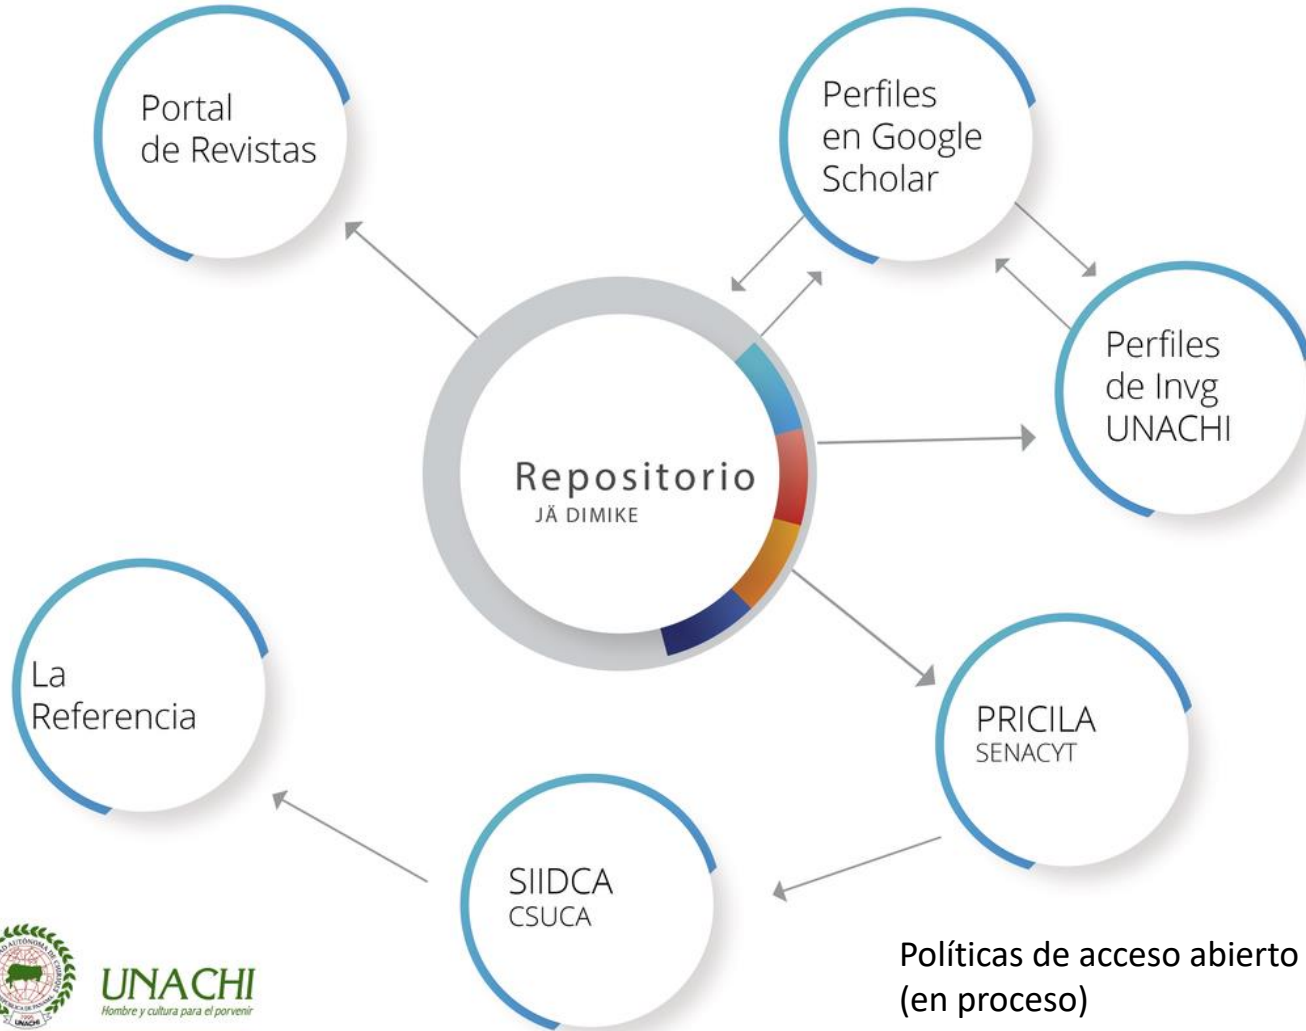 Portal
de Revistas
Perfiles
en Google
Scholar
Perfiles
de Invg
UNACHI
Repositorio
JÄ DIMIKE
La
Referencia
PRICILA
SENACYT
SIIDCA
CSUCA
UNACHI
Hombre y cultura para el porvenir
Políticas de acceso abierto
(en proceso)